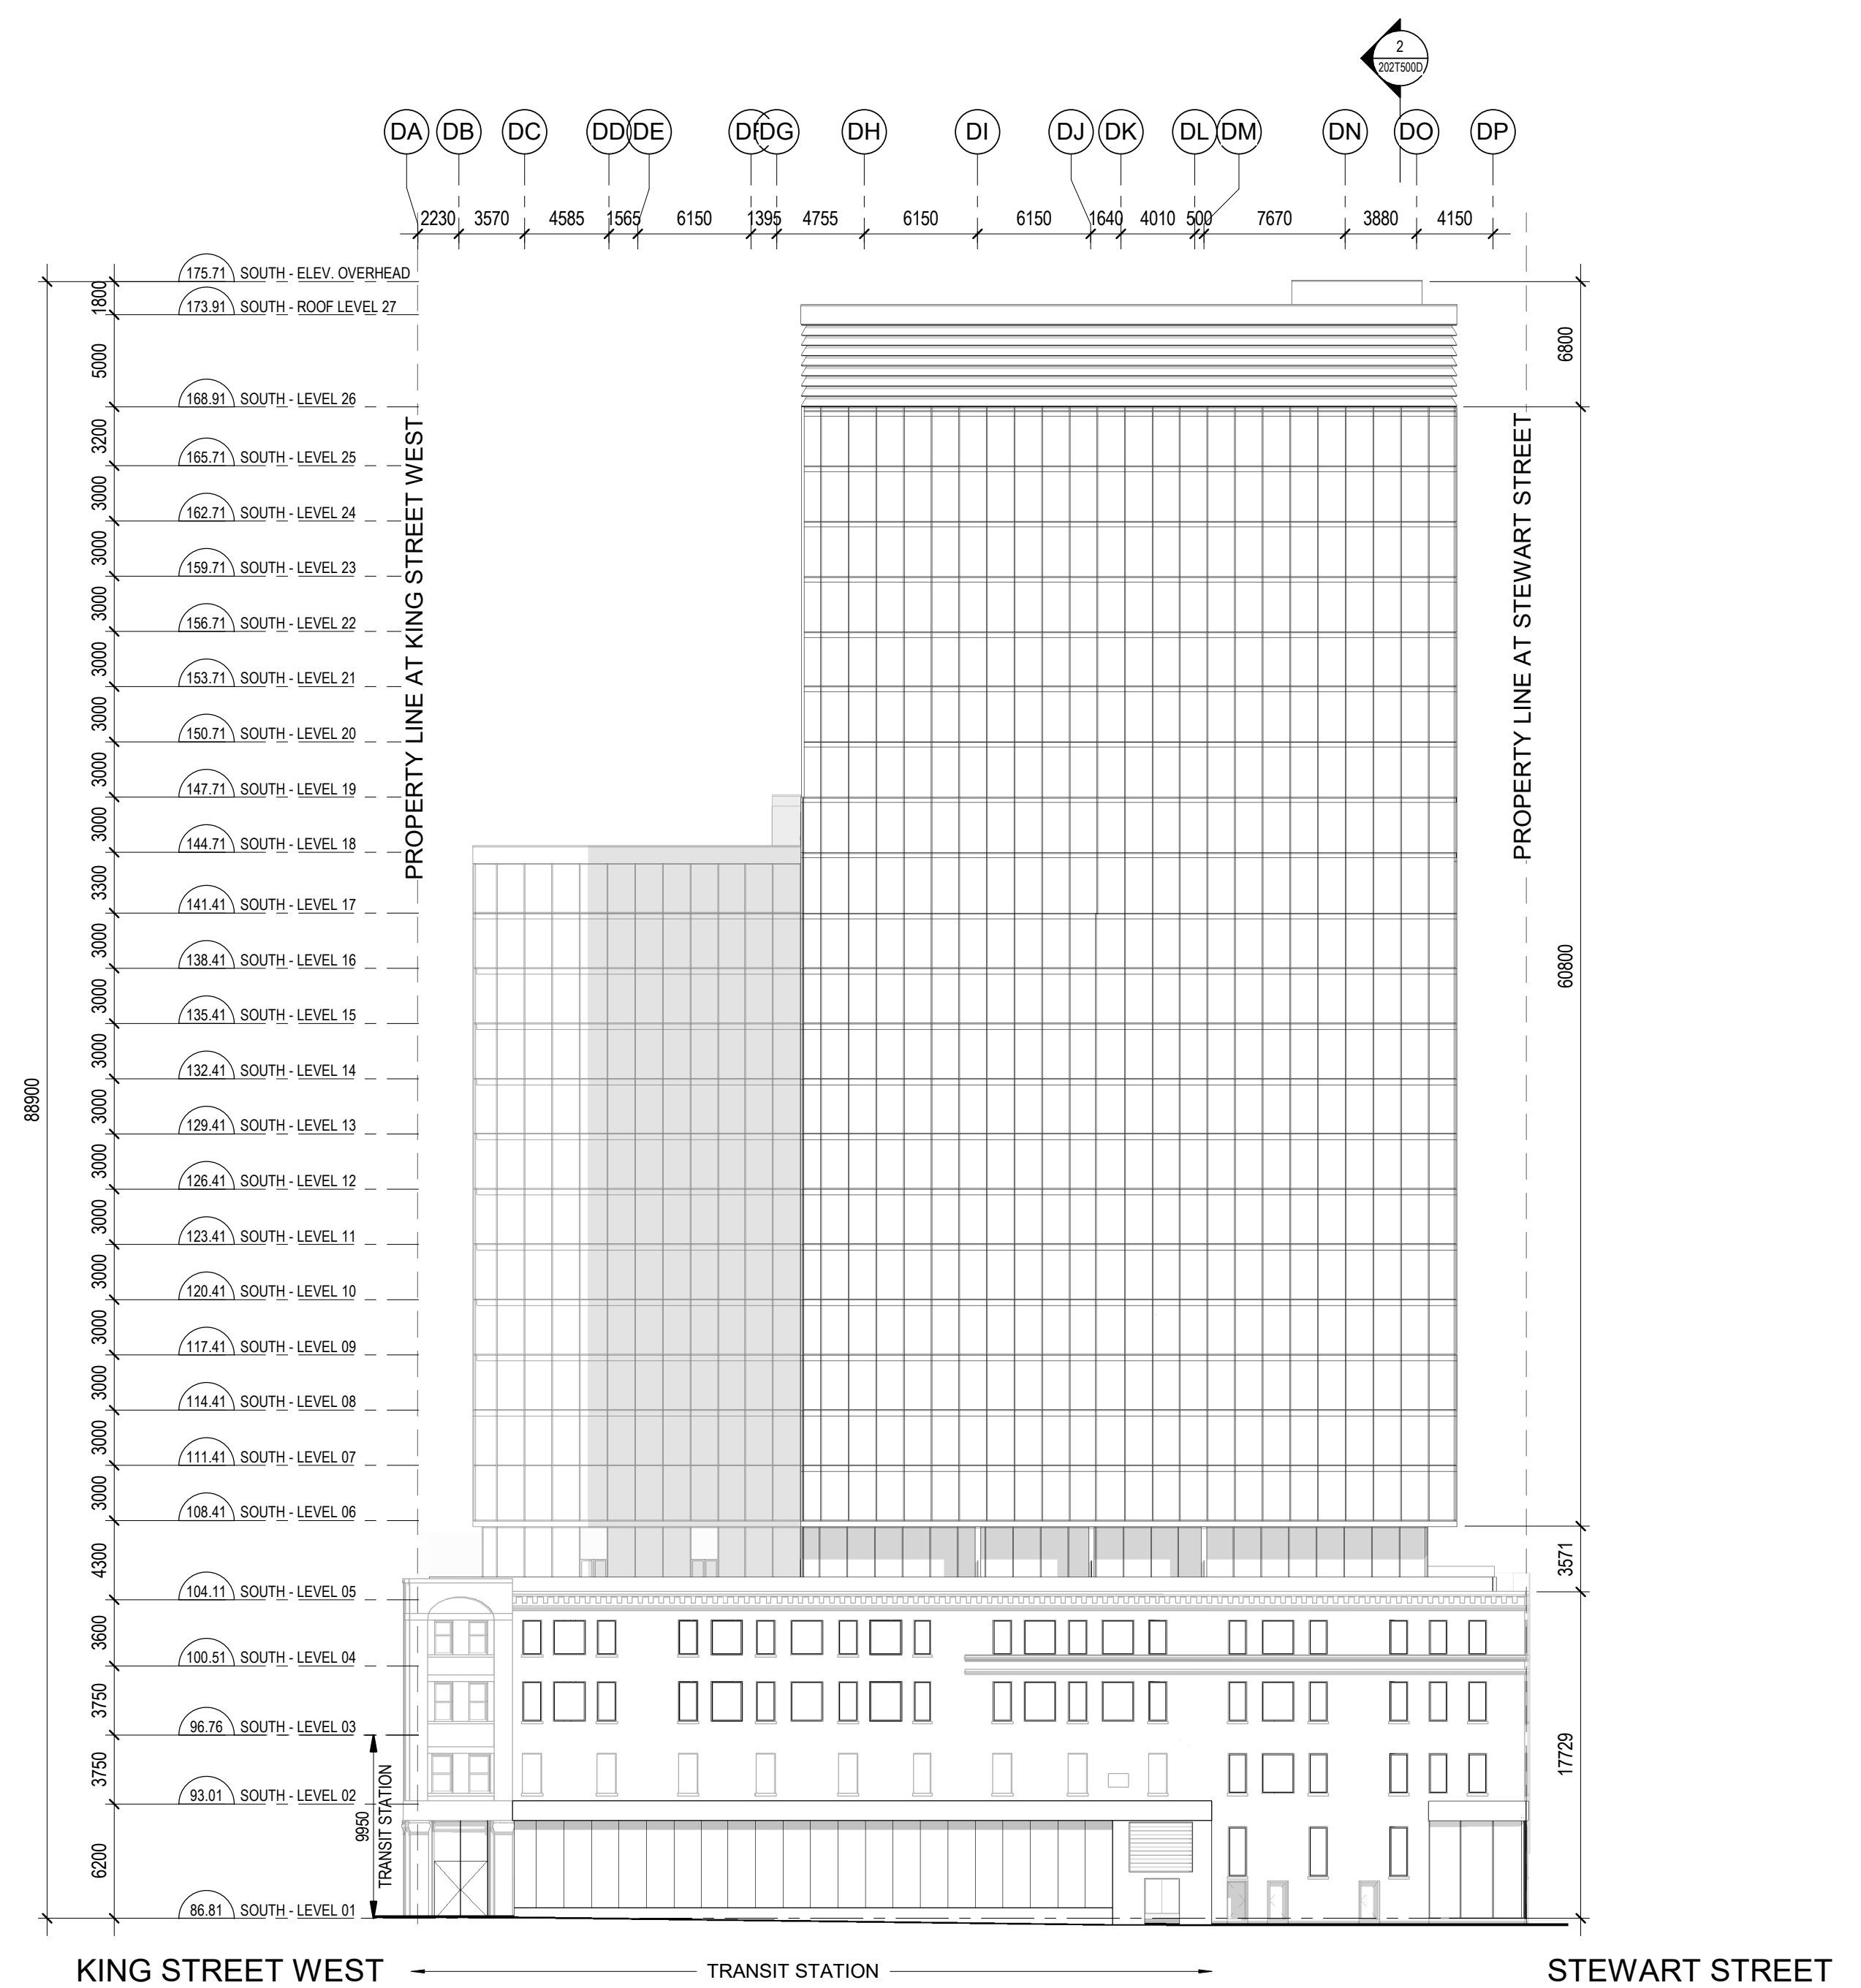 2
202T500D
DA DB DC DD DE DF DG DH DI DJ DK DL DM DN DO DP
2230 3570 4585 1565 6150 1395 4755 6150 6150 1640 4010 500 7670 3880 4150
175.71 SOUTH - ELEV. OVERHEAD
1800
173.91 SOUTH - ROOF LEVEL 27
5000
6800
168.91 SOUTH - LEVEL 26
3200
165.71 SOUTH - LEVEL 25
3000
162.71 SOUTH - LEVEL 24
3000
159.71 SOUTH - LEVEL 23
3000
156.71 SOUTH - LEVEL 22
3000
153.71 SOUTH - LEVEL 21
3000
150.71 SOUTH - LEVEL 20
3000
147.71 SOUTH - LEVEL 19
3000
144.71 SOUTH - LEVEL 18
3300
141.41 SOUTH - LEVEL 17
3000
138.41 SOUTH - LEVEL 16
3000
135.41 SOUTH - LEVEL 15
3000
132.41 SOUTH - LEVEL 14
3000
129.41 SOUTH - LEVEL 13
3000
126.41 SOUTH - LEVEL 12
3000
123.41 SOUTH - LEVEL 11
3000
120.41 SOUTH - LEVEL 10
3000
117.41 SOUTH - LEVEL 09
3000
114.41 SOUTH - LEVEL 08
3000
111.41 SOUTH - LEVEL 07
3000
108.41 SOUTH - LEVEL 06
4300
104.11 SOUTH - LEVEL 05
3600
100.51 SOUTH - LEVEL 04
3750
96.76 SOUTH - LEVEL 03
3750
93.01 SOUTH - LEVEL 02
6200
86.81 SOUTH - LEVEL 01
88900
PROPERTY LINE AT KING STREET WEST
PROPERTY LINE AT STEWART STREET
60800
3571
17729
9950
TRANSIT STATION
KING STREET WEST
TRANSIT STATION
STEWART STREET